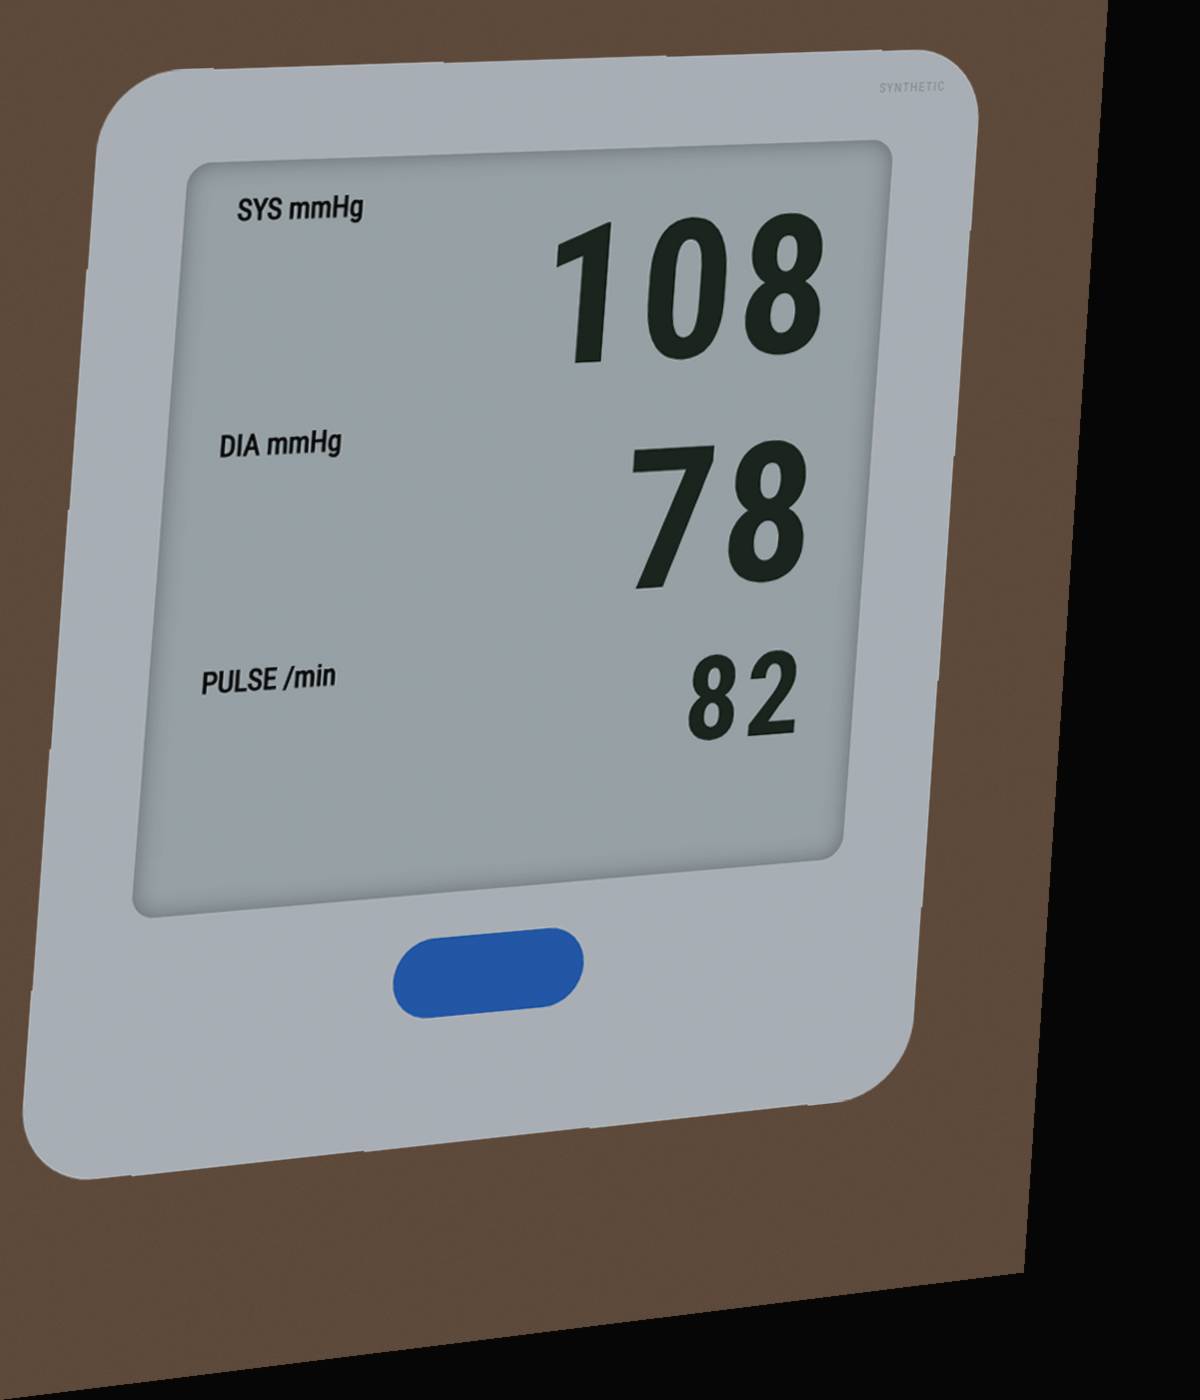 SYNTHETIC
SYS mmHg
108
DIA mmHg
78
PULSE /min
82